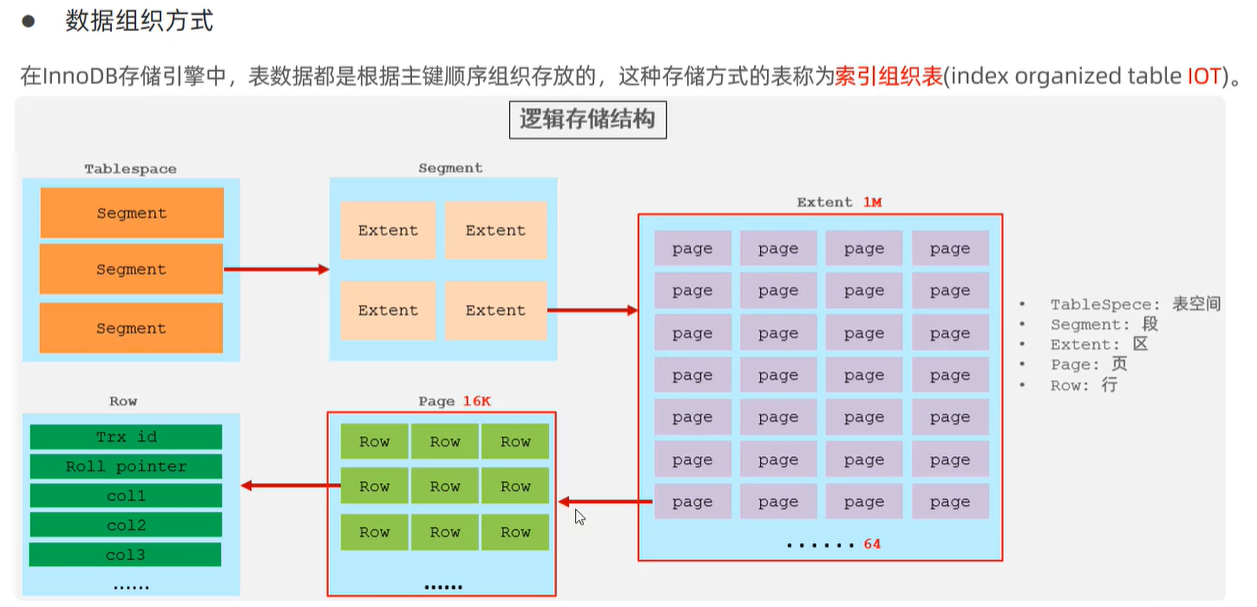 ● 数据组织方式
在InnoDB存储引擎中，表数据都是根据主键顺序组织存放的，这种存储方式的表称为索引组织表(index organized table IOT)。
逻辑存储结构
Tablespace
Segment
Segment
Segment
Segment
Extent Extent
Extent Extent
Extent 1M
page page page page
page page page page
page page page page
page page page page
page page page page
page page page page
page page page page
······ 64
• TableSpece: 表空间
• Segment: 段
• Extent: 区
• Page: 页
• Row: 行
Row
Trx id
Roll pointer
col1
col2
col3
······
Page 16K
Row Row Row
Row Row Row
Row Row Row
······